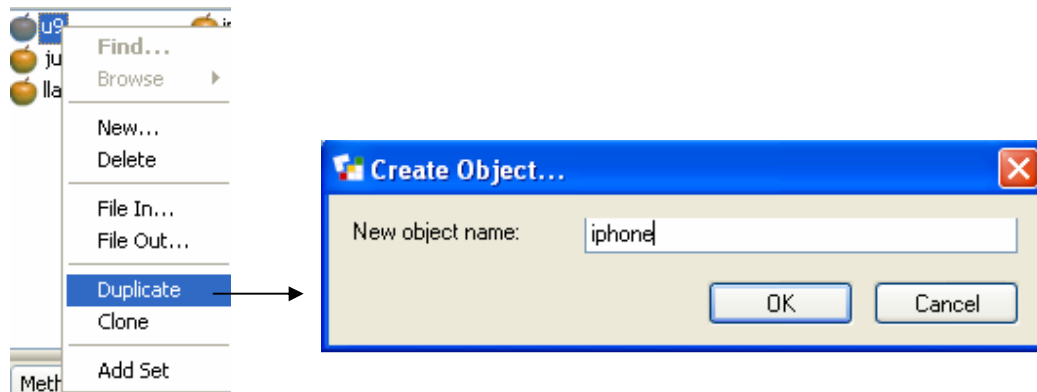 u9
ju
lla
Find...
Browse
New...
Delete
File In...
File Out...
Duplicate
Clone
Add Set
Meth
Create Object...
New object name:
iphone
OK
Cancel